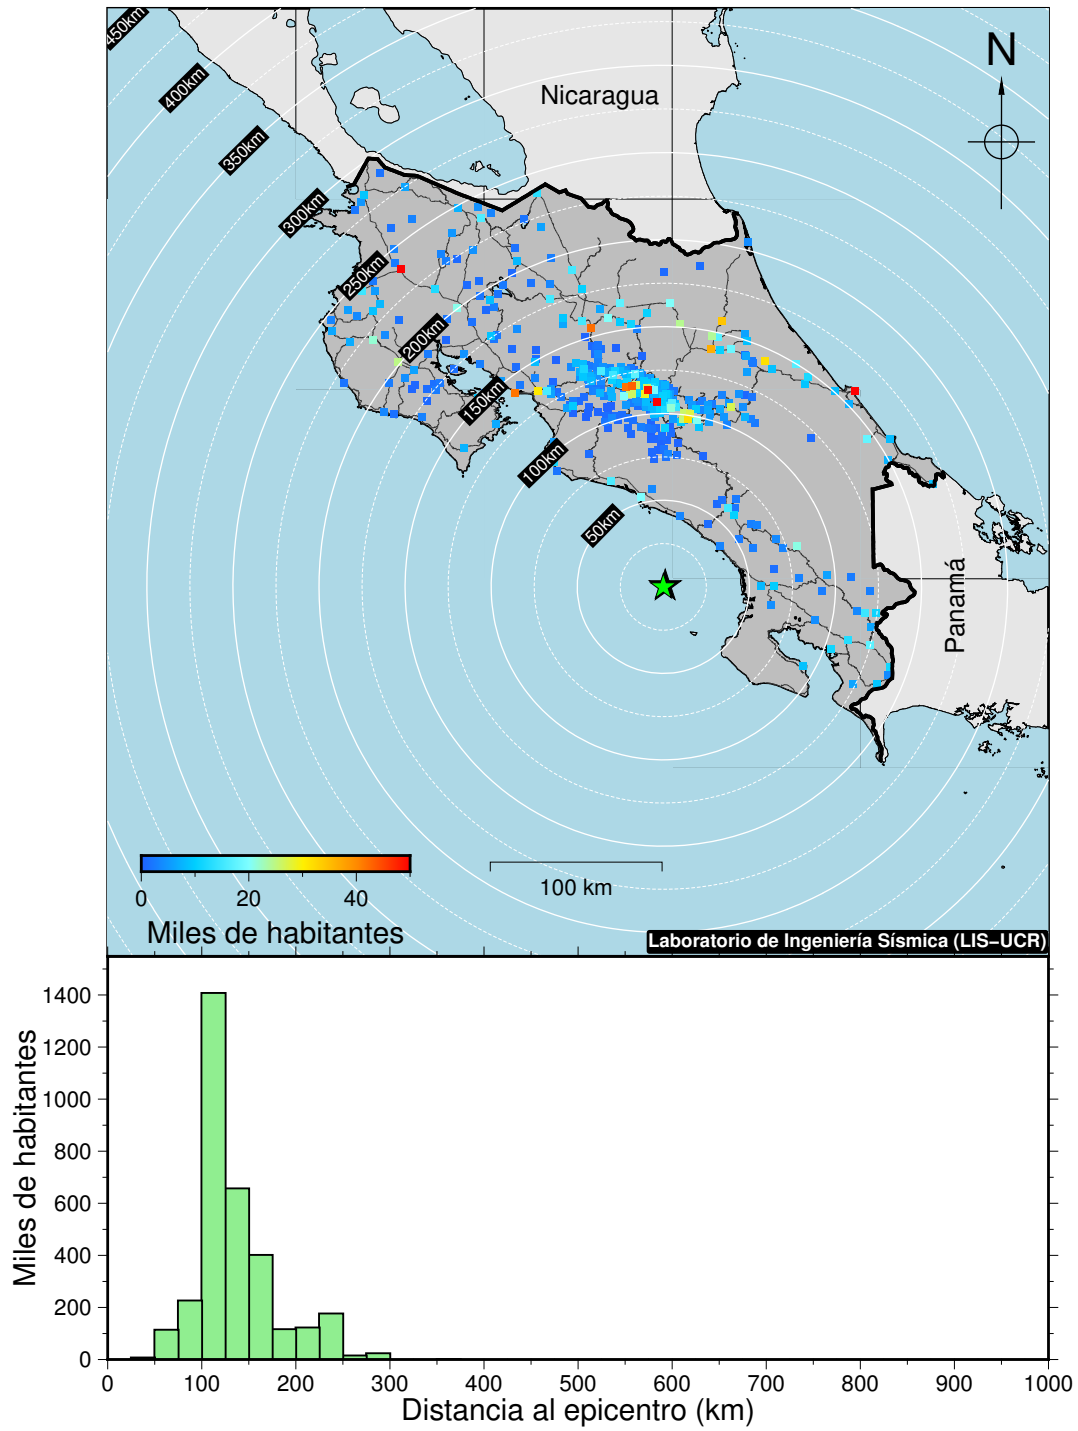 450km
400km
350km
300km
250km
200km
150km
100km
50km
Nicaragua
N
Panamá
0
20
40
Miles de habitantes
100 km
Laboratorio de Ingeniería Sísmica (LIS−UCR)
1400
1200
1000
800
600
400
200
0
Miles de habitantes
0 100 200 300 400 500 600 700 800 900 1000
Distancia al epicentro (km)